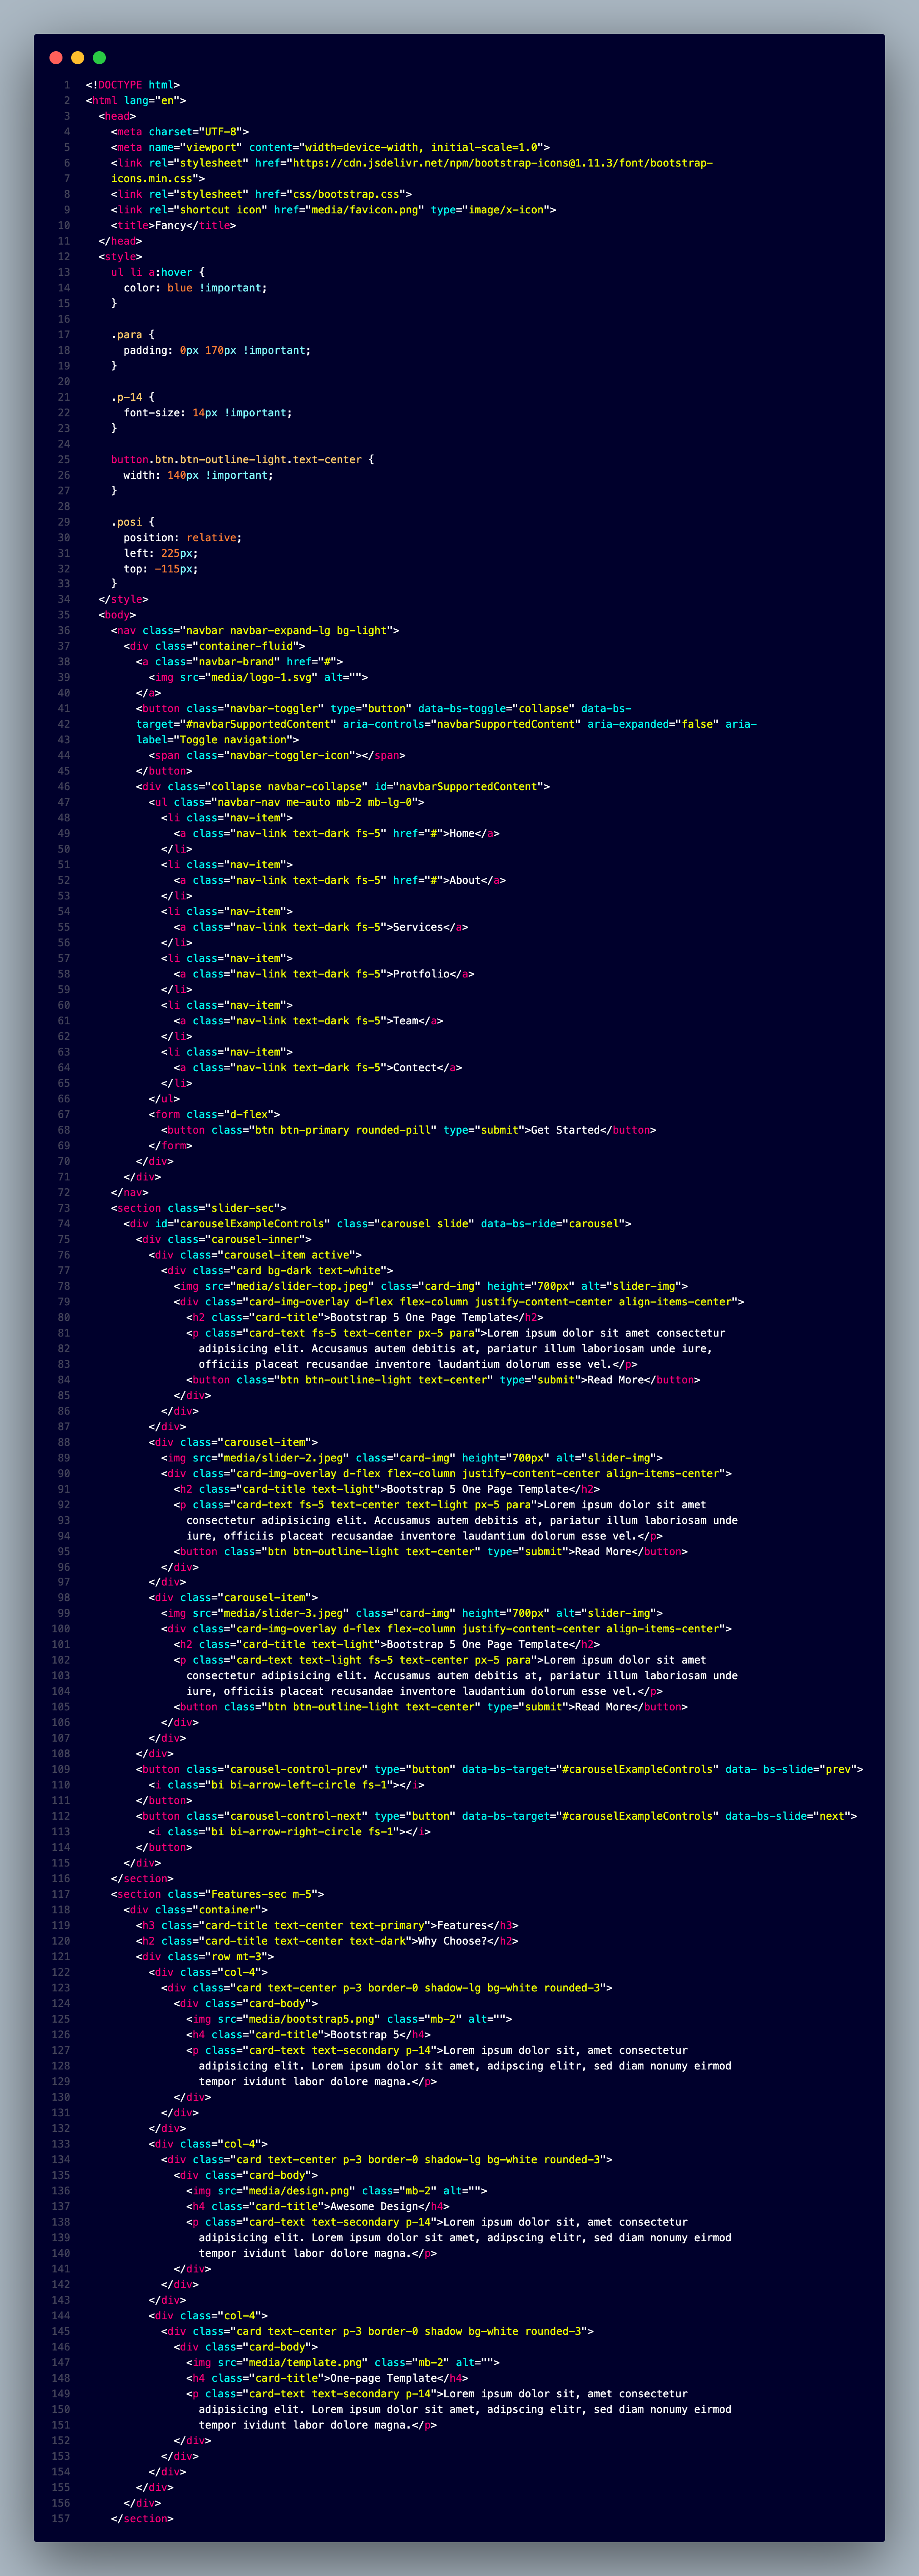 1 <!DOCTYPE html>
2 <html lang="en">
3 <head>
4 <meta charset="UTF-8">
5 <meta name="viewport" content="width=device-width, initial-scale=1.0">
6 <link rel="stylesheet" href="https://cdn.jsdelivr.net/npm/bootstrap-icons@1.11.3/font/bootstrap-
7 icons.min.css">
8 <link rel="stylesheet" href="css/bootstrap.css">
9 <link rel="shortcut icon" href="media/favicon.png" type="image/x-icon">
10 <title>Fancy</title>
11 </head>
12 <style>
13 ul li a:hover {
14 color: blue !important;
15 }
16
17 .para {
18 padding: 0px 170px !important;
19 }
20
21 .p-14 {
22 font-size: 14px !important;
23 }
24
25 button.btn.btn-outline-light.text-center {
26 width: 140px !important;
27 }
28
29 .posi {
30 position: relative;
31 left: 225px;
32 top: -115px;
33 }
34 </style>
35 <body>
36 <nav class="navbar navbar-expand-lg bg-light">
37 <div class="container-fluid">
38 <a class="navbar-brand" href="#">
39 <img src="media/logo-1.svg" alt="">
40 </a>
41 <button class="navbar-toggler" type="button" data-bs-toggle="collapse" data-bs-
42 target="#navbarSupportedContent" aria-controls="navbarSupportedContent" aria-expanded="false" aria-
43 label="Toggle navigation">
44 <span class="navbar-toggler-icon"></span>
45 </button>
46 <div class="collapse navbar-collapse" id="navbarSupportedContent">
47 <ul class="navbar-nav me-auto mb-2 mb-lg-0">
48 <li class="nav-item">
49 <a class="nav-link text-dark fs-5" href="#">Home</a>
50 </li>
51 <li class="nav-item">
52 <a class="nav-link text-dark fs-5" href="#">About</a>
53 </li>
54 <li class="nav-item">
55 <a class="nav-link text-dark fs-5">Services</a>
56 </li>
57 <li class="nav-item">
58 <a class="nav-link text-dark fs-5">Protfolio</a>
59 </li>
60 <li class="nav-item">
61 <a class="nav-link text-dark fs-5">Team</a>
62 </li>
63 <li class="nav-item">
64 <a class="nav-link text-dark fs-5">Contect</a>
65 </li>
66 </ul>
67 <form class="d-flex">
68 <button class="btn btn-primary rounded-pill" type="submit">Get Started</button>
69 </form>
70 </div>
71 </div>
72 </nav>
73 <section class="slider-sec">
74 <div id="carouselExampleControls" class="carousel slide" data-bs-ride="carousel">
75 <div class="carousel-inner">
76 <div class="carousel-item active">
77 <div class="card bg-dark text-white">
78 <img src="media/slider-top.jpeg" class="card-img" height="700px" alt="slider-img">
79 <div class="card-img-overlay d-flex flex-column justify-content-center align-items-center">
80 <h2 class="card-title">Bootstrap 5 One Page Template</h2>
81 <p class="card-text fs-5 text-center px-5 para">Lorem ipsum dolor sit amet consectetur
82 adipisicing elit. Accusamus autem debitis at, pariatur illum laboriosam unde iure,
83 officiis placeat recusandae inventore laudantium dolorum esse vel.</p>
84 <button class="btn btn-outline-light text-center" type="submit">Read More</button>
85 </div>
86 </div>
87 </div>
88 <div class="carousel-item">
89 <img src="media/slider-2.jpeg" class="card-img" height="700px" alt="slider-img">
90 <div class="card-img-overlay d-flex flex-column justify-content-center align-items-center">
91 <h2 class="card-title text-light">Bootstrap 5 One Page Template</h2>
92 <p class="card-text fs-5 text-center text-light px-5 para">Lorem ipsum dolor sit amet
93 consectetur adipisicing elit. Accusamus autem debitis at, pariatur illum laboriosam unde
94 iure, officiis placeat recusandae inventore laudantium dolorum esse vel.</p>
95 <button class="btn btn-outline-light text-center" type="submit">Read More</button>
96 </div>
97 </div>
98 <div class="carousel-item">
99 <img src="media/slider-3.jpeg" class="card-img" height="700px" alt="slider-img">
100 <div class="card-img-overlay d-flex flex-column justify-content-center align-items-center">
101 <h2 class="card-title text-light">Bootstrap 5 One Page Template</h2>
102 <p class="card-text text-light fs-5 text-center px-5 para">Lorem ipsum dolor sit amet
103 consectetur adipisicing elit. Accusamus autem debitis at, pariatur illum laboriosam unde
104 iure, officiis placeat recusandae inventore laudantium dolorum esse vel.</p>
105 <button class="btn btn-outline-light text-center" type="submit">Read More</button>
106 </div>
107 </div>
108 </div>
109 <button class="carousel-control-prev" type="button" data-bs-target="#carouselExampleControls" data- bs-slide="prev">
110 <i class="bi bi-arrow-left-circle fs-1"></i>
111 </button>
112 <button class="carousel-control-next" type="button" data-bs-target="#carouselExampleControls" data-bs-slide="next">
113 <i class="bi bi-arrow-right-circle fs-1"></i>
114 </button>
115 </div>
116 </section>
117 <section class="Features-sec m-5">
118 <div class="container">
119 <h3 class="card-title text-center text-primary">Features</h3>
120 <h2 class="card-title text-center text-dark">Why Choose?</h2>
121 <div class="row mt-3">
122 <div class="col-4">
123 <div class="card text-center p-3 border-0 shadow-lg bg-white rounded-3">
124 <div class="card-body">
125 <img src="media/bootstrap5.png" class="mb-2" alt="">
126 <h4 class="card-title">Bootstrap 5</h4>
127 <p class="card-text text-secondary p-14">Lorem ipsum dolor sit, amet consectetur
128 adipisicing elit. Lorem ipsum dolor sit amet, adipscing elitr, sed diam nonumy eirmod
129 tempor ividunt labor dolore magna.</p>
130 </div>
131 </div>
132 </div>
133 <div class="col-4">
134 <div class="card text-center p-3 border-0 shadow-lg bg-white rounded-3">
135 <div class="card-body">
136 <img src="media/design.png" class="mb-2" alt="">
137 <h4 class="card-title">Awesome Design</h4>
138 <p class="card-text text-secondary p-14">Lorem ipsum dolor sit, amet consectetur
139 adipisicing elit. Lorem ipsum dolor sit amet, adipscing elitr, sed diam nonumy eirmod
140 tempor ividunt labor dolore magna.</p>
141 </div>
142 </div>
143 </div>
144 <div class="col-4">
145 <div class="card text-center p-3 border-0 shadow bg-white rounded-3">
146 <div class="card-body">
147 <img src="media/template.png" class="mb-2" alt="">
148 <h4 class="card-title">One-page Template</h4>
149 <p class="card-text text-secondary p-14">Lorem ipsum dolor sit, amet consectetur
150 adipisicing elit. Lorem ipsum dolor sit amet, adipscing elitr, sed diam nonumy eirmod
151 tempor ividunt labor dolore magna.</p>
152 </div>
153 </div>
154 </div>
155 </div>
156 </div>
157 </section>